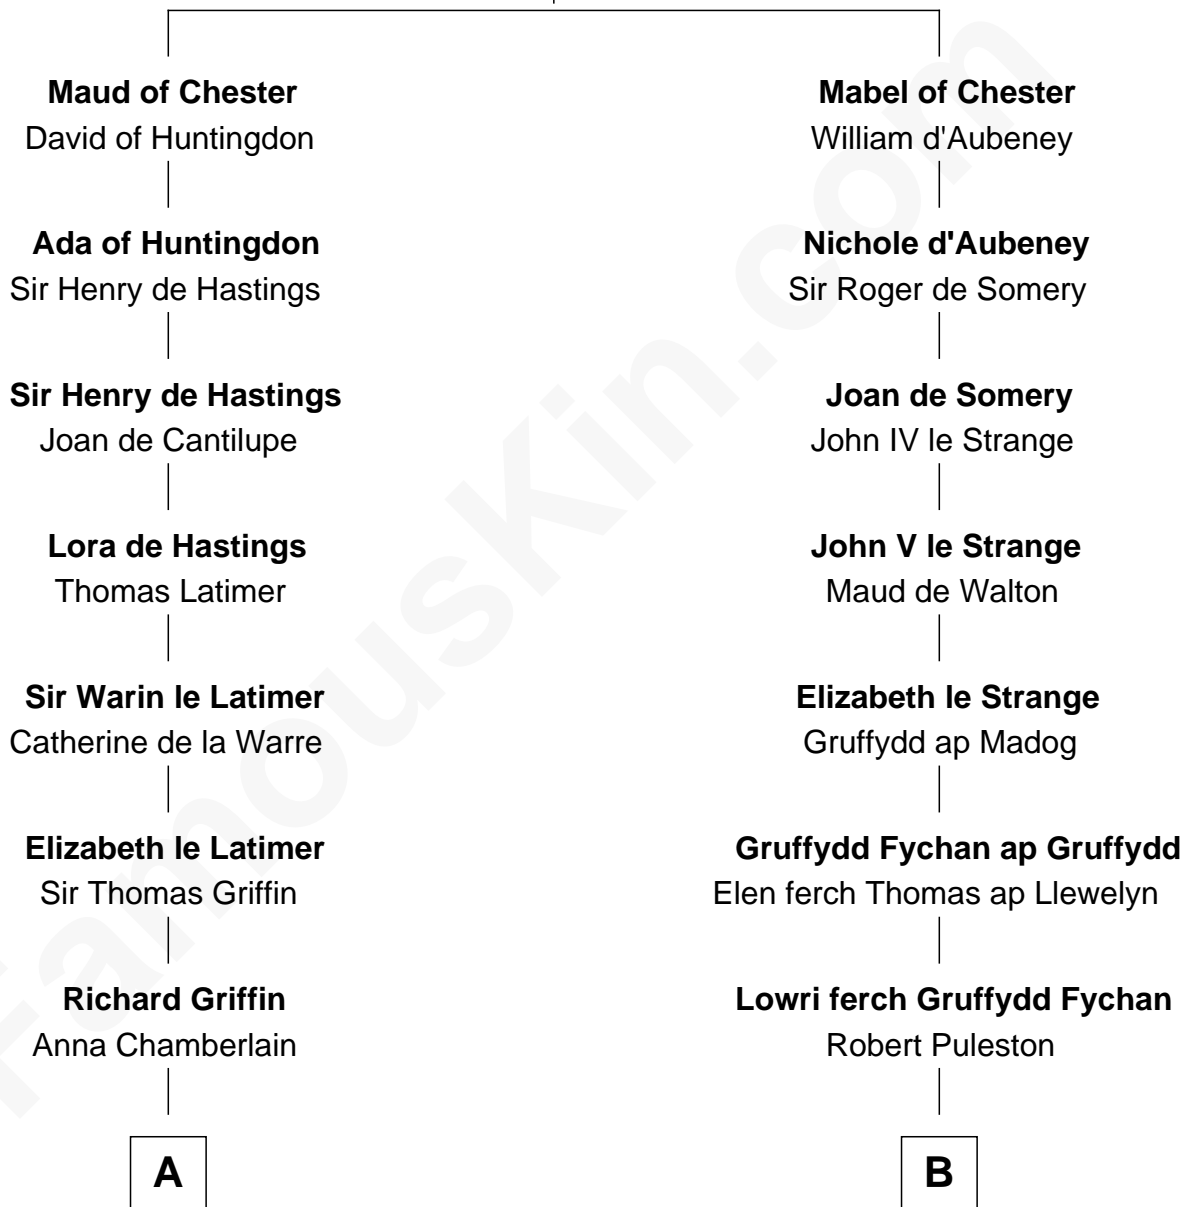 Maud of Chester
David of Huntingdon
Ada of Huntingdon
Sir Henry de Hastings
Sir Henry de Hastings
Joan de Cantilupe
Lora de Hastings
Thomas Latimer
Sir Warin le Latimer
Catherine de la Warre
Elizabeth le Latimer
Sir Thomas Griffin
Richard Griffin
Anna Chamberlain
A
Mabel of Chester
William d'Aubeney
Nichole d'Aubeney
Sir Roger de Somery
Joan de Somery
John IV le Strange
John V le Strange
Maud de Walton
Elizabeth le Strange
Gruffydd ap Madog
Gruffydd Fychan ap Gruffydd
Elen ferch Thomas ap Llewelyn
Lowri ferch Gruffydd Fychan
Robert Puleston
B
FamousKin.com